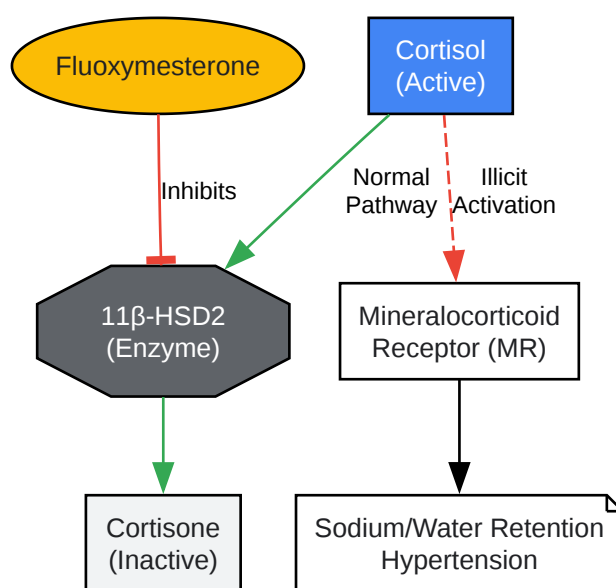 Fluoxymesterone
Cortisol
(Active)
Inhibits
Normal
Pathway
Illicit
Activation
11β-HSD2
(Enzyme)
Mineralocorticoid
Receptor (MR)
Cortisone
(Inactive)
Sodium/Water Retention
Hypertension